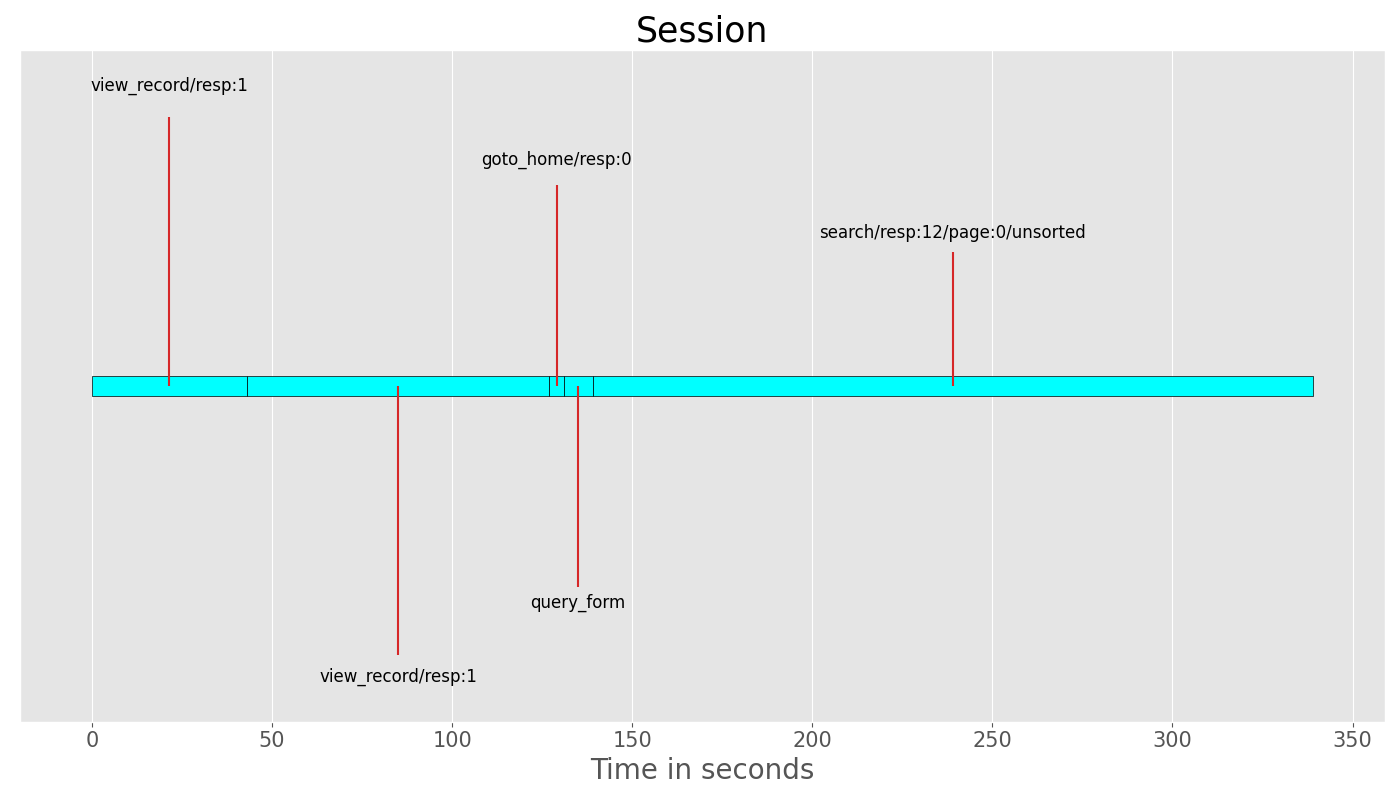 Session
view_record/resp:1
goto_home/resp:0
search/resp:12/page:0/unsorted
query_form
view_record/resp:1
0 50 100 150 200 250 300 350
Time in seconds